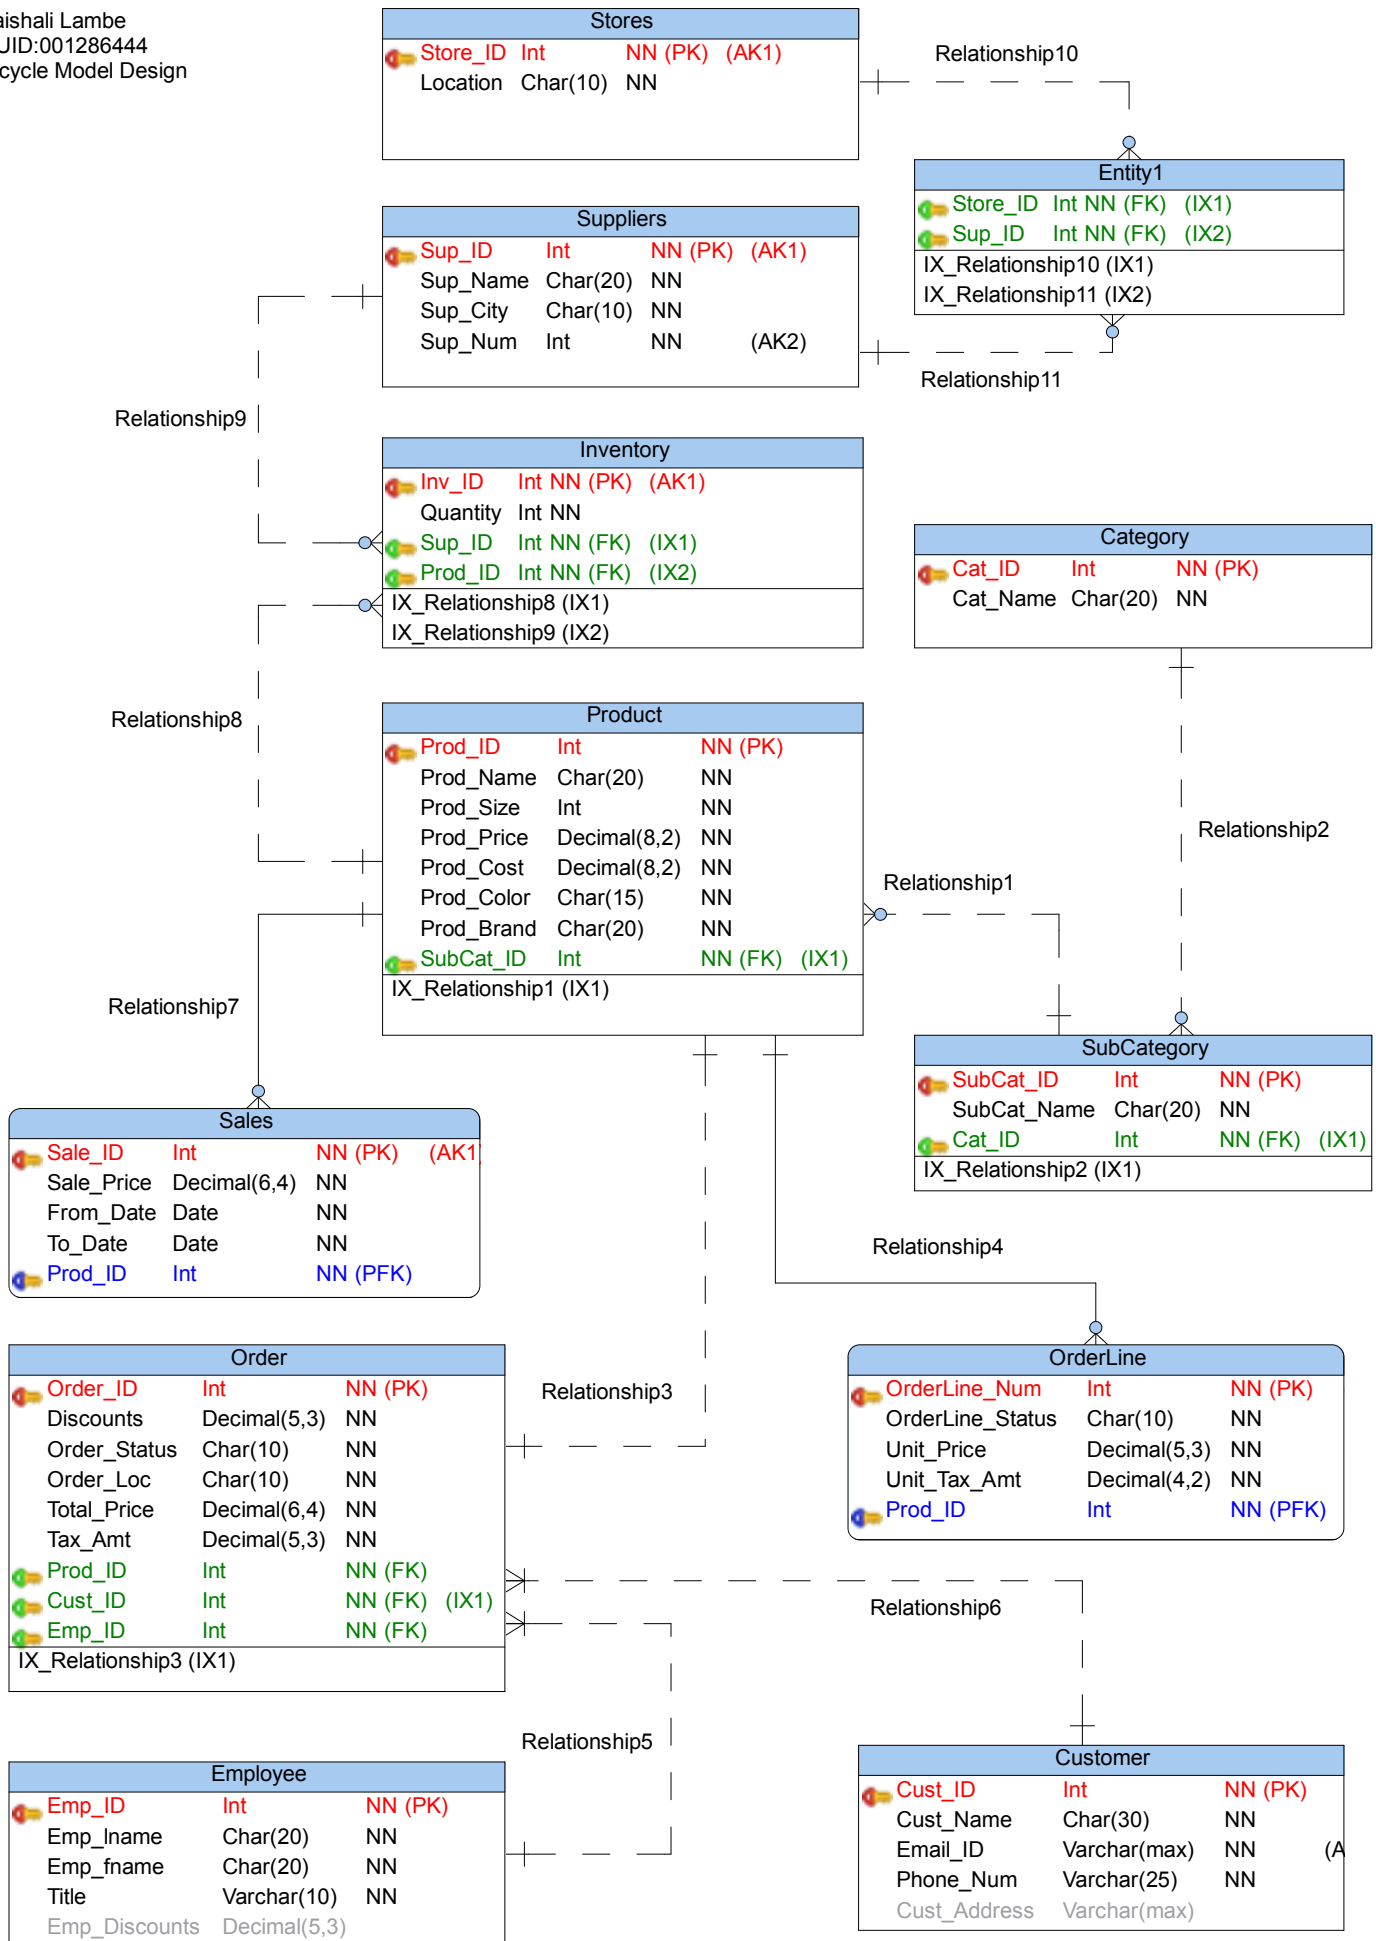 aishali Lambe
UID:001286444
cycle Model Design
Stores
Store_ID Int NN (PK) (AK1)
Location Char(10) NN
Relationship10
Entity1
Store_ID Int NN (FK) (IX1)
Sup_ID Int NN (FK) (IX2)
IX_Relationship10 (IX1)
IX_Relationship11 (IX2)
Suppliers
Sup_ID Int NN (PK) (AK1)
Sup_Name Char(20) NN
Sup_City Char(10) NN
Sup_Num Int NN (AK2)
Relationship11
Relationship9
Inventory
Inv_ID Int NN (PK) (AK1)
Quantity Int NN
Sup_ID Int NN (FK) (IX1)
Prod_ID Int NN (FK) (IX2)
IX_Relationship8 (IX1)
IX_Relationship9 (IX2)
Category
Cat_ID Int NN (PK)
Cat_Name Char(20) NN
Relationship8
Product
Prod_ID Int NN (PK)
Prod_Name Char(20) NN
Prod_Size Int NN
Prod_Price Decimal(8,2) NN
Prod_Cost Decimal(8,2) NN
Prod_Color Char(15) NN
Prod_Brand Char(20) NN
SubCat_ID Int NN (FK) (IX1)
IX_Relationship1 (IX1)
Relationship2
Relationship1
Relationship7
SubCategory
SubCat_ID Int NN (PK)
SubCat_Name Char(20) NN
Cat_ID Int NN (FK) (IX1)
IX_Relationship2 (IX1)
Sales
Sale_ID Int NN (PK) (AK1
Sale_Price Decimal(6,4) NN
From_Date Date NN
To_Date Date NN
Prod_ID Int NN (PFK)
Relationship4
Order
Order_ID Int NN (PK)
Discounts Decimal(5,3) NN
Order_Status Char(10) NN
Order_Loc Char(10) NN
Total_Price Decimal(6,4) NN
Tax_Amt Decimal(5,3) NN
Prod_ID Int NN (FK)
Cust_ID Int NN (FK) (IX1)
Emp_ID Int NN (FK)
IX_Relationship3 (IX1)
Relationship3
OrderLine
OrderLine_Num Int NN (PK)
OrderLine_Status Char(10) NN
Unit_Price Decimal(5,3) NN
Unit_Tax_Amt Decimal(4,2) NN
Prod_ID Int NN (PFK)
Relationship6
Relationship5
Employee
Emp_ID Int NN (PK)
Emp_lname Char(20) NN
Emp_fname Char(20) NN
Title Varchar(10) NN
Emp_Discounts Decimal(5,3)
Customer
Cust_ID Int NN (PK)
Cust_Name Char(30) NN
Email_ID Varchar(max) NN (A
Phone_Num Varchar(25) NN
Cust_Address Varchar(max)